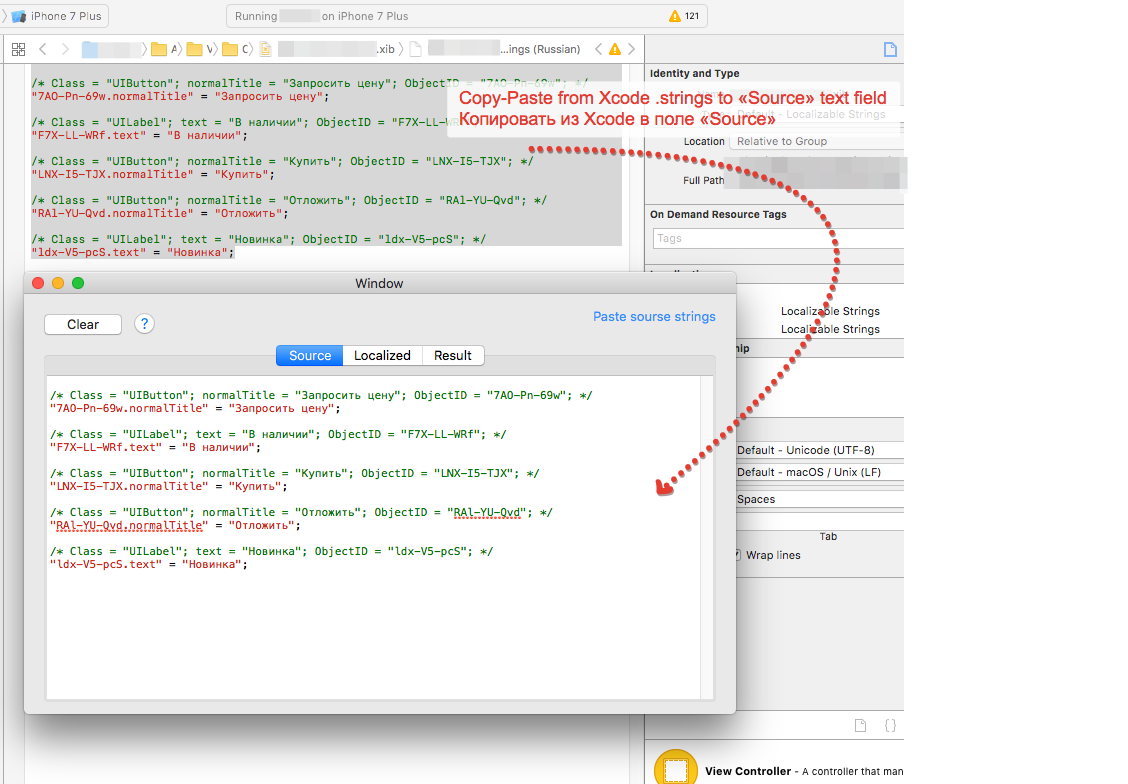 iPhone 7 Plus
Running on iPhone 7 Plus
121
.xib
...ings (Russian)
/* Class = "UIButton"; normalTitle = "Запросить цену"; ObjectID = "7AO-Pn-69w"; */
"7AO-Pn-69w.normalTitle" = "Запросить цену";
/* Class = "UILabel"; text = "В наличии"; ObjectID = "F7X-LL-WRf
"F7X-LL-WRf.text" = "В наличии";
/* Class = "UIButton"; normalTitle = "Купить"; ObjectID = "LNX-I5-TJX"; */
"LNX-I5-TJX.normalTitle" = "Купить";
/* Class = "UIButton"; normalTitle = "Отложить"; ObjectID = "RAl-YU-Qvd"; */
"RAl-YU-Qvd.normalTitle" = "Отложить";
/* Class = "UILabel"; text = "Новинка"; ObjectID = "ldx-V5-pcS"; */
"ldx-V5-pcS.text" = "Новинка";
Identity and Type
Copy-Paste from Xcode .strings to «Source» text field
Default - Localizable Strings
Копировать из Xcode в поле «Source»
Location Relative to Group
Full Path
On Demand Resource Tags
Tags
Localizable Strings
Localizable Strings
Default - Unicode (UTF-8)
Default - macOS / Unix (LF)
Spaces
Tab
Wrap lines
Window
Clear
?
Paste sourse strings
Source Localized Result
/* Class = "UIButton"; normalTitle = "Запросить цену"; ObjectID = "7AO-Pn-69w"; */
"7AO-Pn-69w.normalTitle" = "Запросить цену";
/* Class = "UILabel"; text = "В наличии"; ObjectID = "F7X-LL-WRf"; */
"F7X-LL-WRf.text" = "В наличии";
/* Class = "UIButton"; normalTitle = "Купить"; ObjectID = "LNX-I5-TJX"; */
"LNX-I5-TJX.normalTitle" = "Купить";
/* Class = "UIButton"; normalTitle = "Отложить"; ObjectID = "RAl-YU-Qvd"; */
"RAl-YU-Qvd.normalTitle" = "Отложить";
/* Class = "UILabel"; text = "Новинка"; ObjectID = "ldx-V5-pcS"; */
"ldx-V5-pcS.text" = "Новинка";
{ }
View Controller - A controller that man